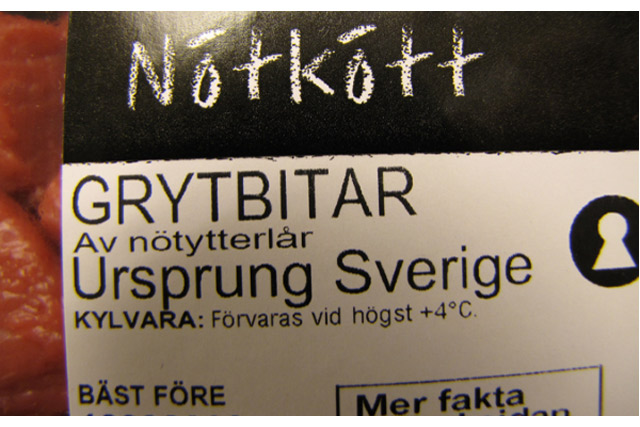 Nötkött
GRYTBITAR
Av nötytterlår
Ursprung Sverige
KYLVARA: Förvaras vid högst +4°C.
BÄST FÖRE
Mer fakta